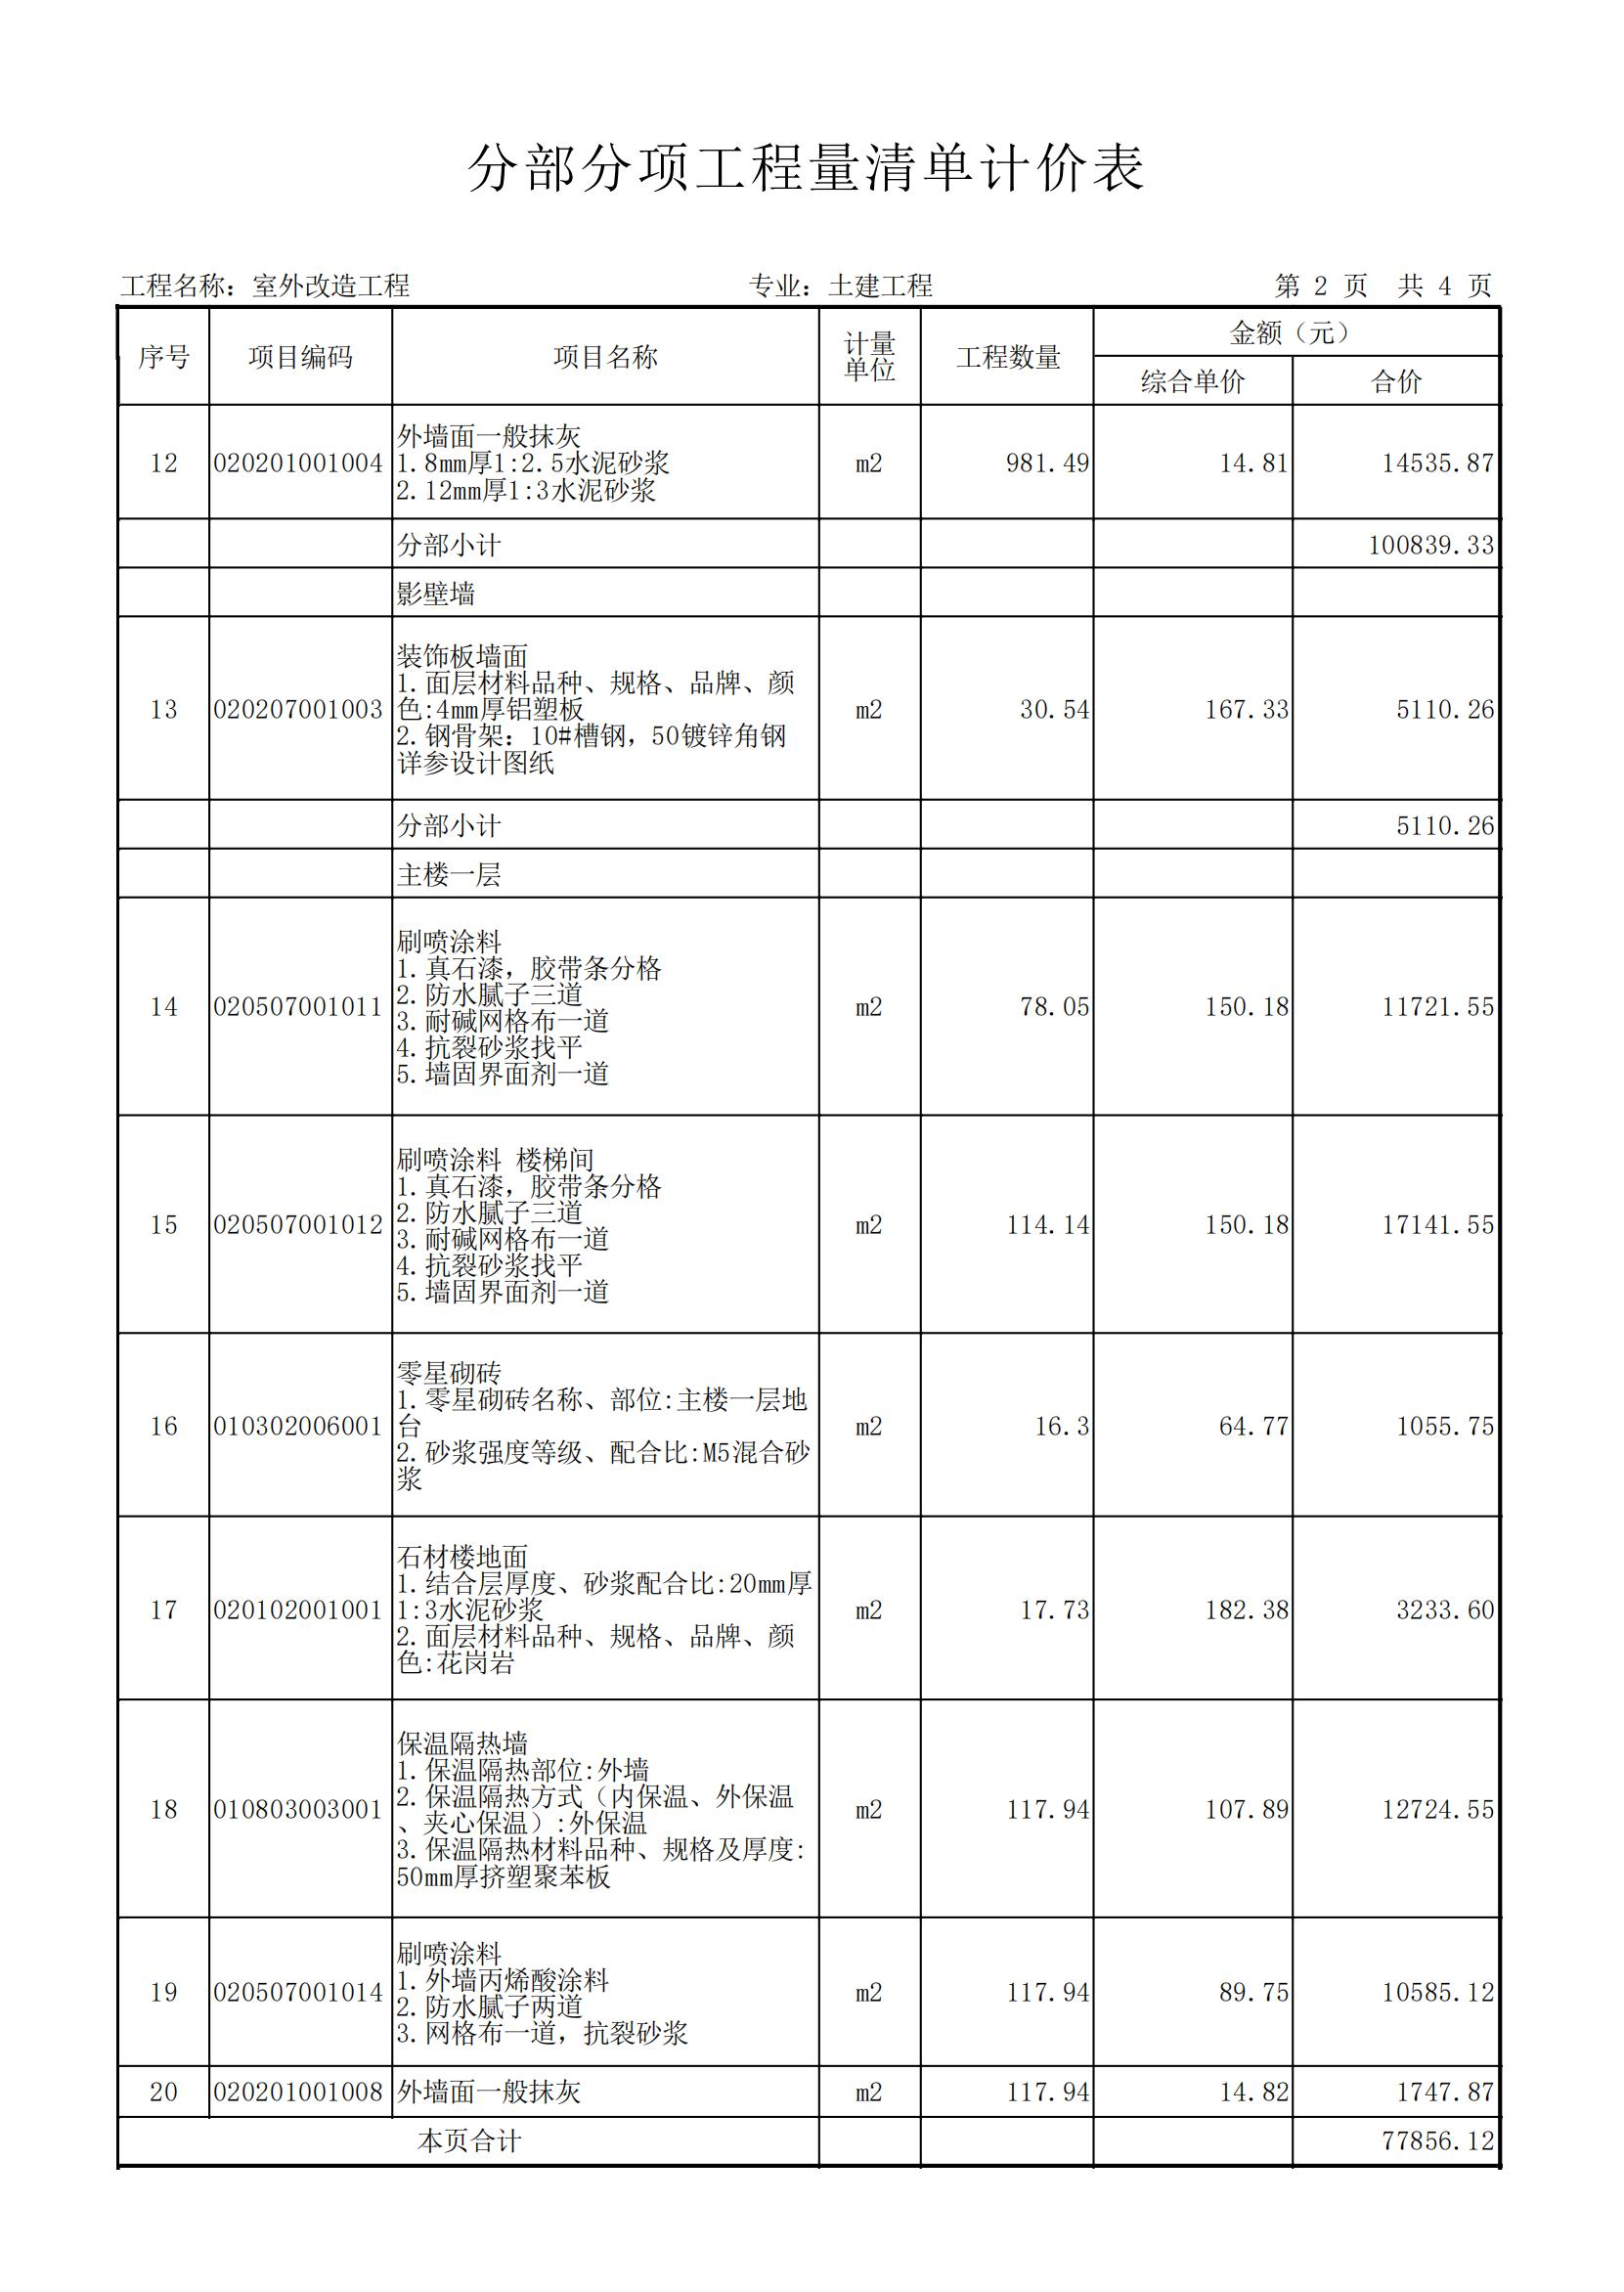 分部分项工程量清单计价表
工程名称：室外改造工程 专业：土建工程 第 2 页 共 4 页
序号 项目编码 项目名称 计量单位 工程数量 金额（元）
综合单价 合价
12 020201001004 外墙面一般抹灰
1.8mm厚1:2.5水泥砂浆
2.12mm厚1:3水泥砂浆 m2 981.49 14.81 14535.87
分部小计 100839.33
影壁墙
13 020207001003 装饰板墙面
1.面层材料品种、规格、品牌、颜
色:4mm厚铝塑板
2.钢骨架：10#槽钢，50镀锌角钢
详参设计图纸 m2 30.54 167.33 5110.26
分部小计 5110.26
主楼一层
14 020507001011 刷喷涂料
1.真石漆，胶带条分格
2.防水腻子三道
3.耐碱网格布一道
4.抗裂砂浆找平
5.墙固界面剂一道 m2 78.05 150.18 11721.55
15 020507001012 刷喷涂料 楼梯间
1.真石漆，胶带条分格
2.防水腻子三道
3.耐碱网格布一道
4.抗裂砂浆找平
5.墙固界面剂一道 m2 114.14 150.18 17141.55
16 010302006001 零星砌砖
1.零星砌砖名称、部位:主楼一层地
台
2.砂浆强度等级、配合比:M5混合砂
浆 m2 16.3 64.77 1055.75
17 020102001001 石材楼地面
1.结合层厚度、砂浆配合比:20mm厚
1:3水泥砂浆
2.面层材料品种、规格、品牌、颜
色:花岗岩 m2 17.73 182.38 3233.60
18 010803003001 保温隔热墙
1.保温隔热部位:外墙
2.保温隔热方式（内保温、外保温
、夹心保温）:外保温
3.保温隔热材料品种、规格及厚度:
50mm厚挤塑聚苯板 m2 117.94 107.89 12724.55
19 020507001014 刷喷涂料
1.外墙丙烯酸涂料
2.防水腻子两道
3.网格布一道，抗裂砂浆 m2 117.94 89.75 10585.12
20 020201001008 外墙面一般抹灰 m2 117.94 14.82 1747.87
本页合计 77856.12